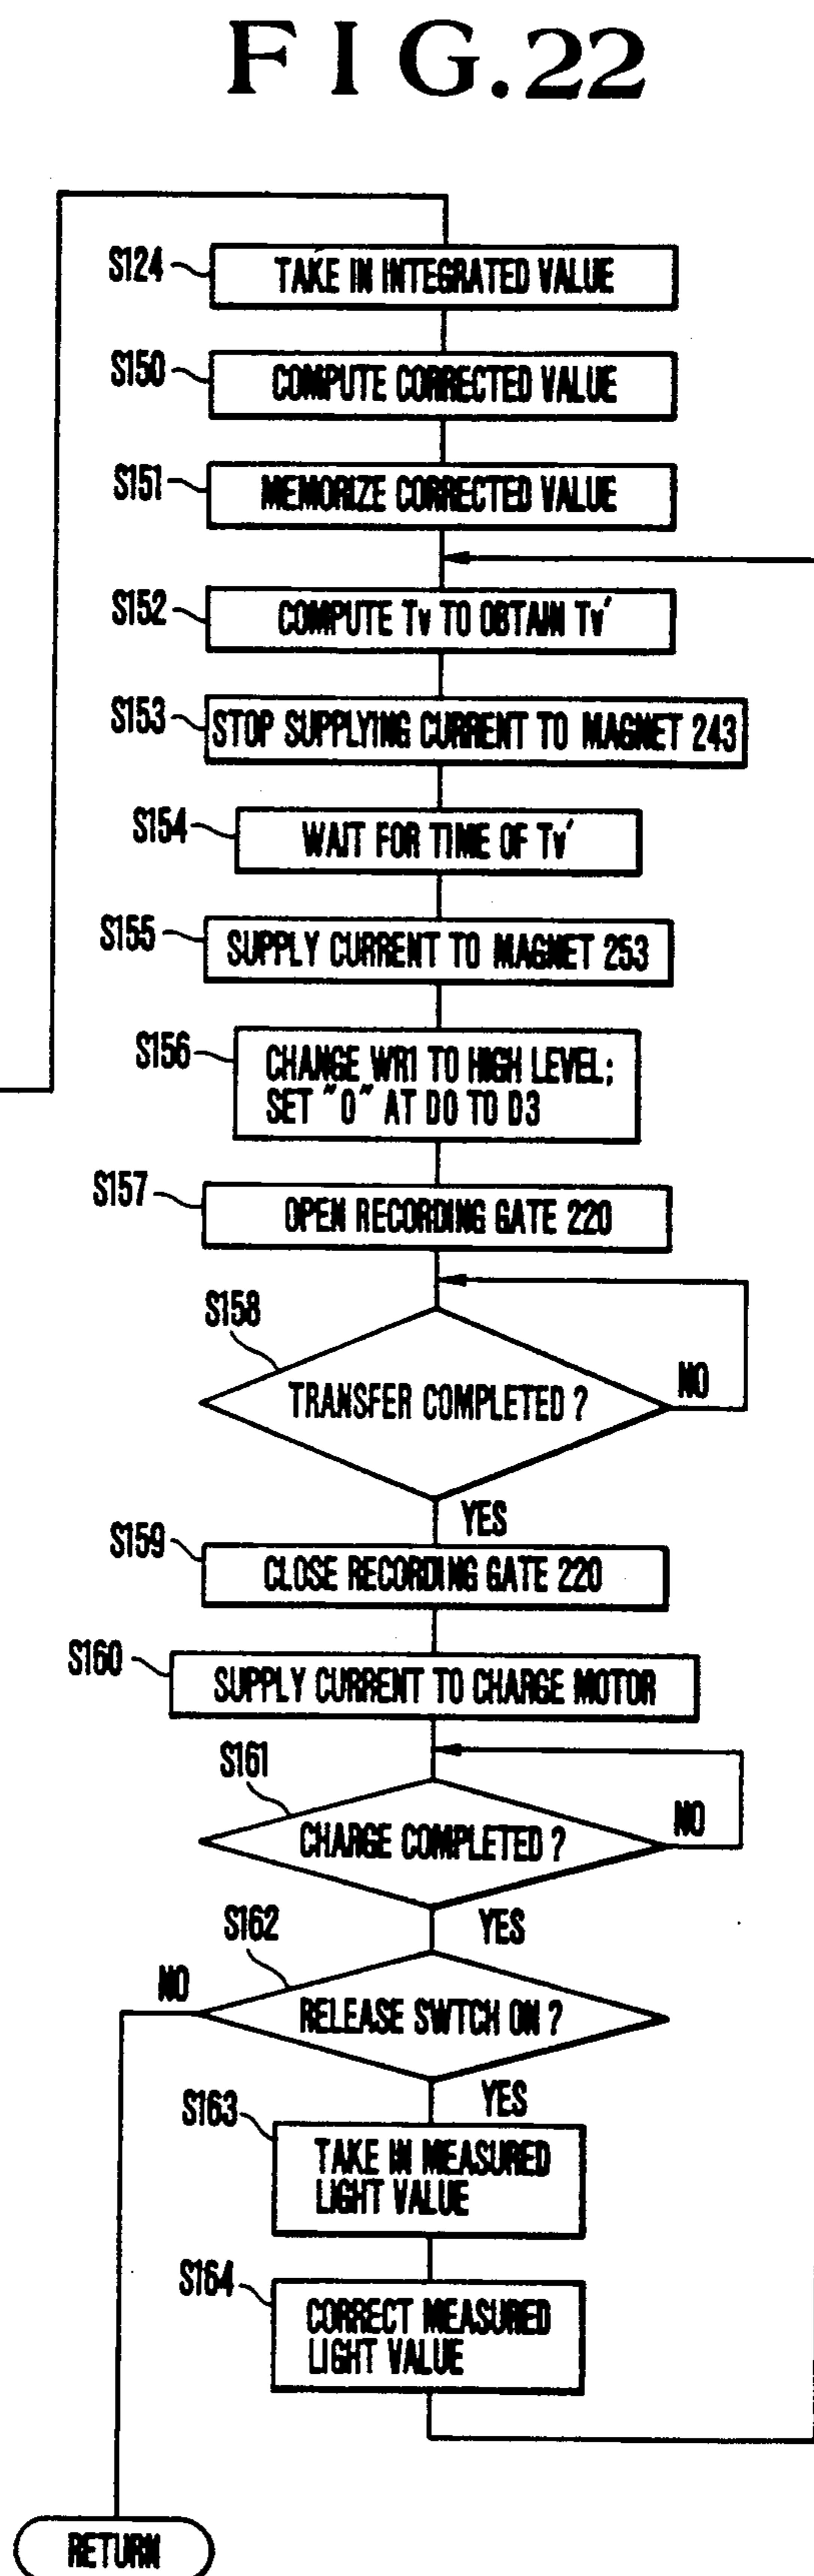 FIG.22
S124
TAKE IN INTEGRATED VALUE
S150
COMPUTE CORRECTED VALUE
S151
MEMORIZE CORRECTED VALUE
S152
COMPUTE Tv TO OBTAIN Tv'
S153
STOP SUPPLYING CURRENT TO MAGNET 243
S154
WAIT FOR TIME OF Tv'
S155
SUPPLY CURRENT TO MAGNET 253
S156
CHANGE WR1 TO HIGH LEVEL;
SET "0" AT D0 TO D3
S157
OPEN RECORDING GATE 220
S158
TRANSFER COMPLETED ?
NO
YES
S159
CLOSE RECORDING GATE 220
S160
SUPPLY CURRENT TO CHARGE MOTOR
S161
CHARGE COMPLETED ?
NO
YES
S162
NO
RELEASE SWTCH ON ?
YES
S163
TAKE IN MEASURED
LIGHT VALUE
S164
CORRECT MEASURED
LIGHT VALUE
RETURN